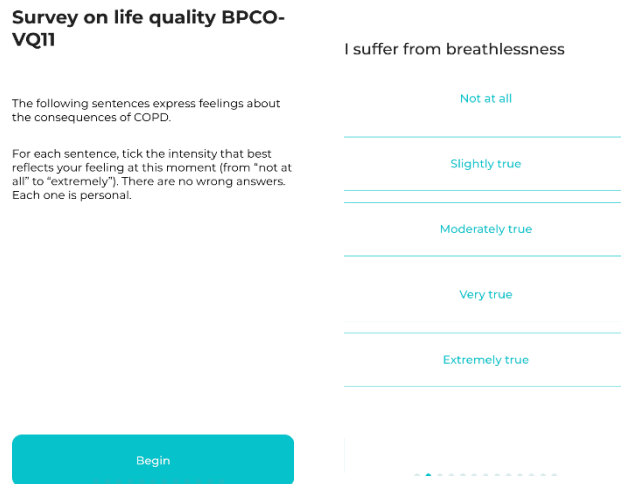 Survey on life quality BPCO-
VQ11
The following sentences express feelings about
the consequences of COPD.
For each sentence, tick the intensity that best
reflects your feeling at this moment (from “not at
all” to “extremely”). There are no wrong answers.
Each one is personal.
Begin
I suffer from breathlessness
Not at all
Slightly true
Moderately true
Very true
Extremely true